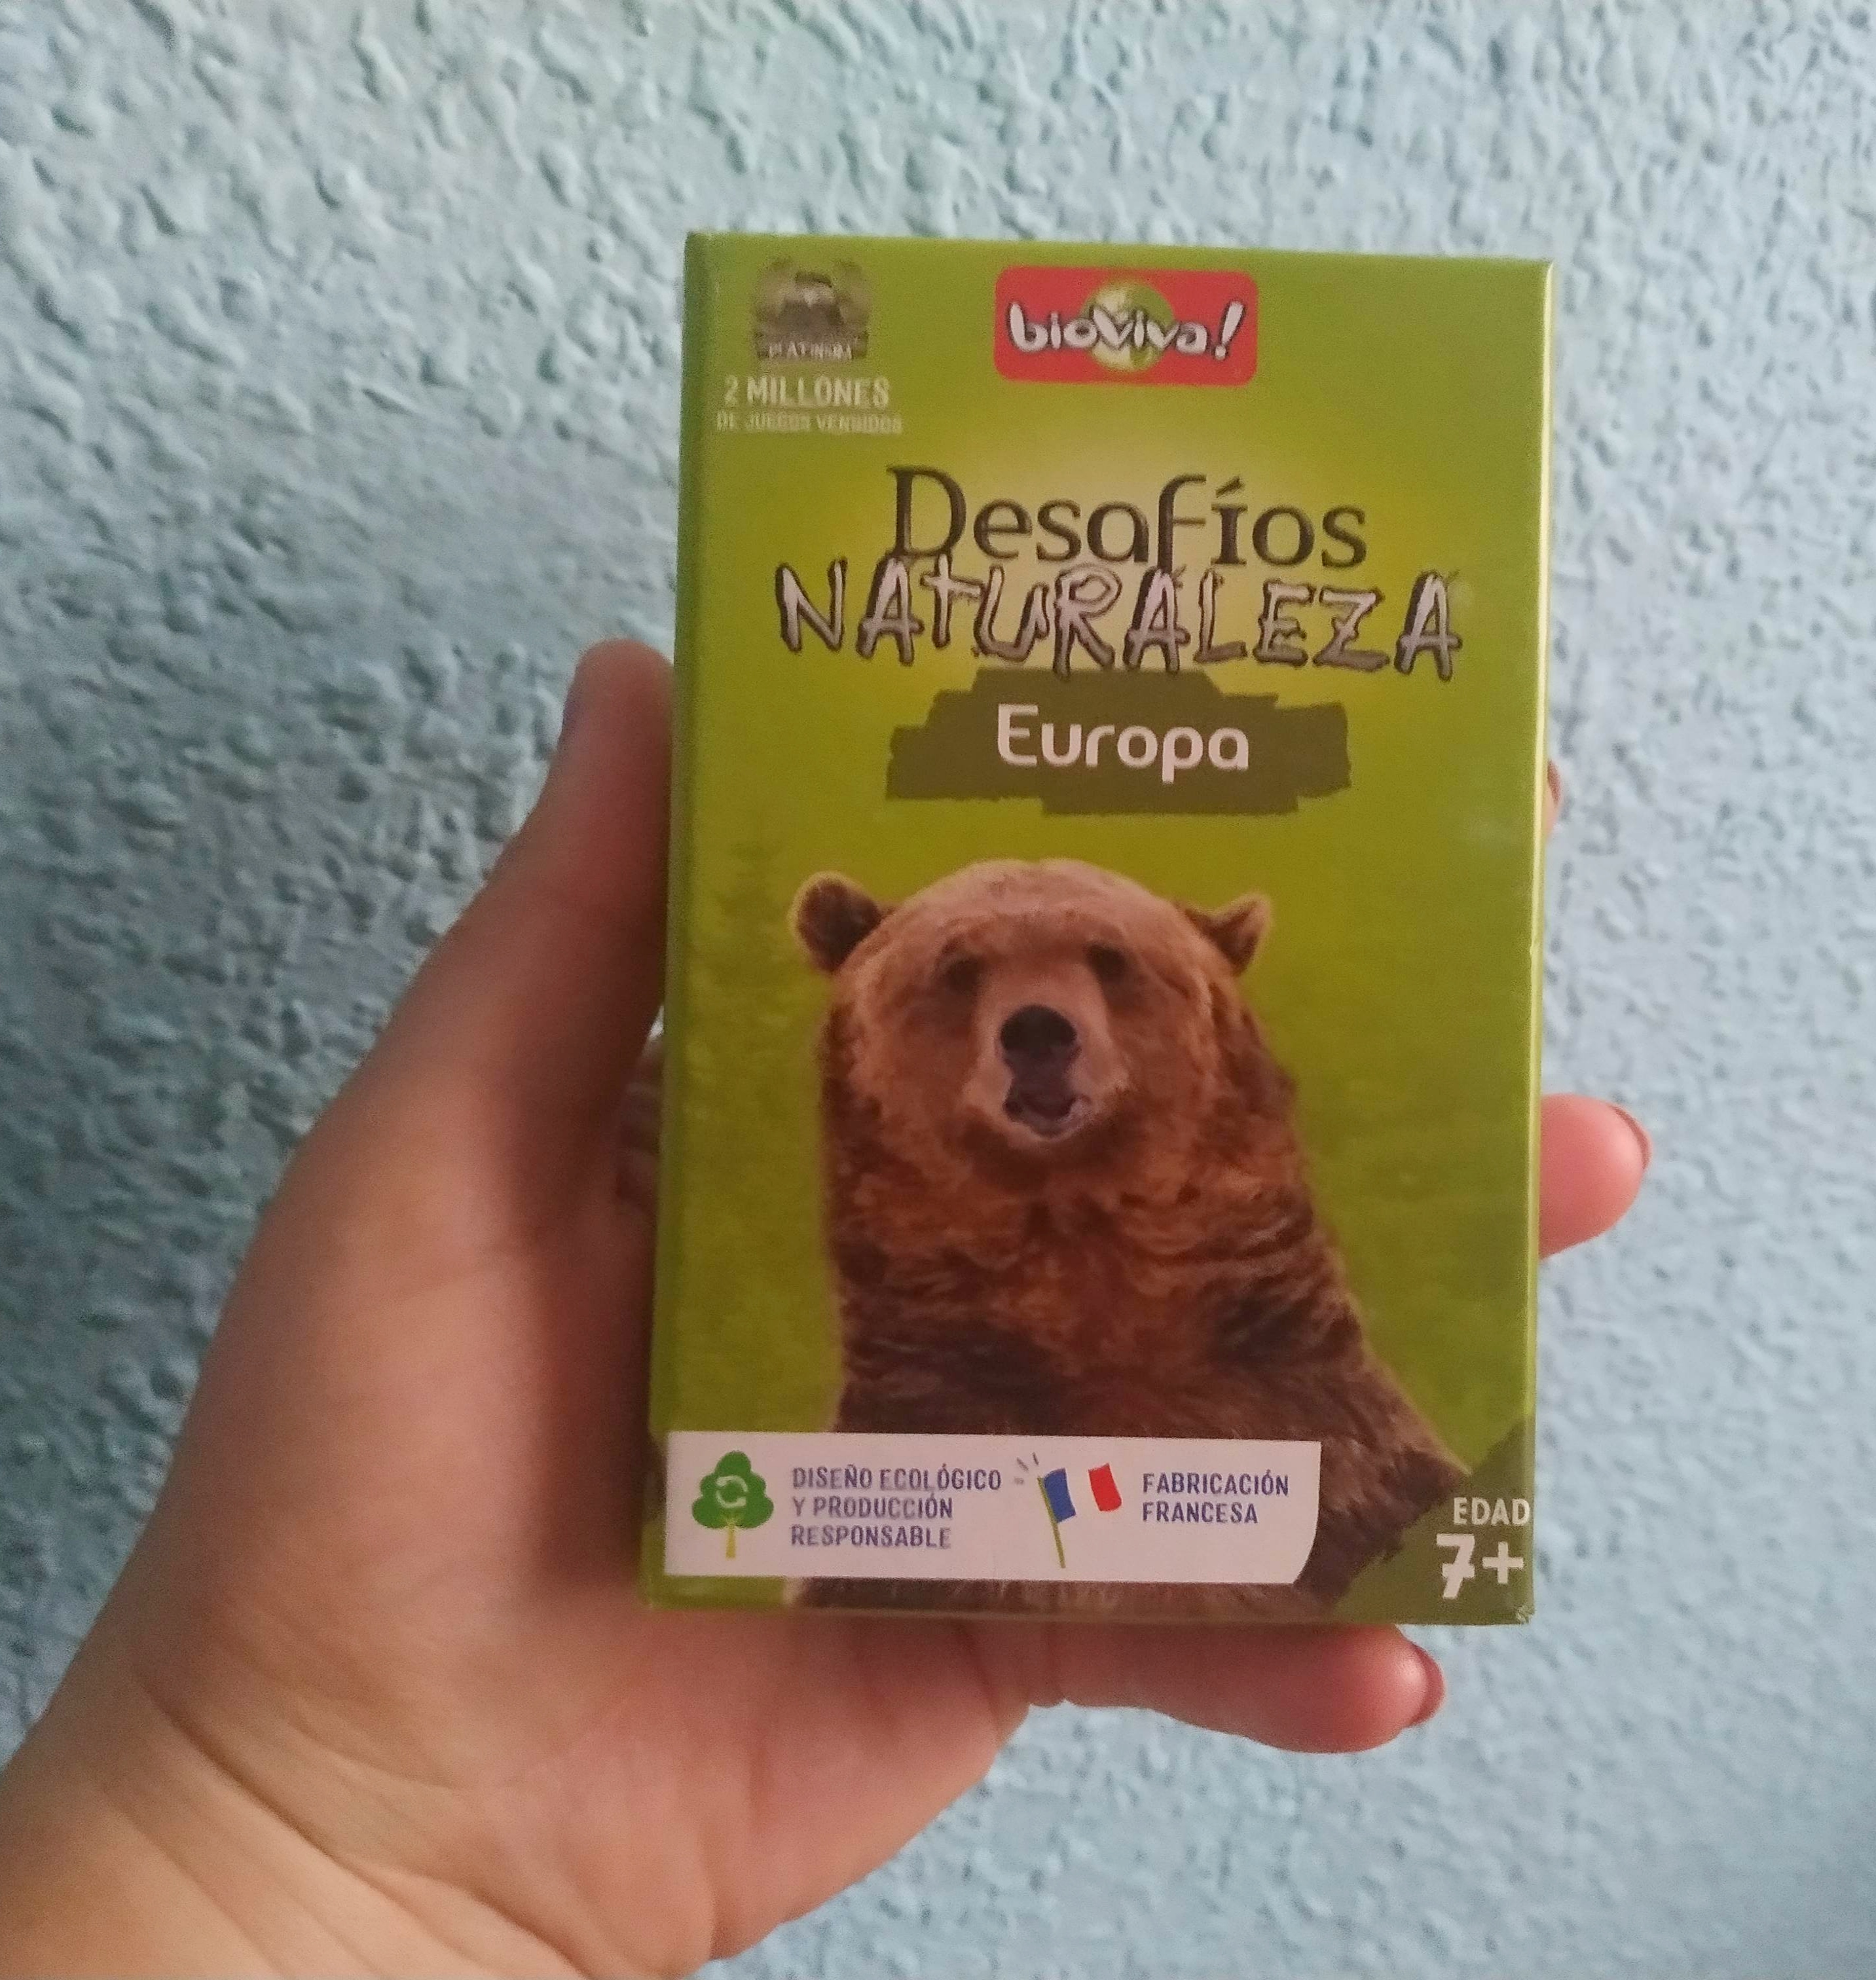 PLATINUM
2 MILLONES
DE JUEGOS VENDIDOS
bioviva!
Desafíos
NATURALEZA
Europa
DISEÑO ECOLÓGICO
Y PRODUCCIÓN
RESPONSABLE
FABRICACIÓN
FRANCESA
EDAD
7+